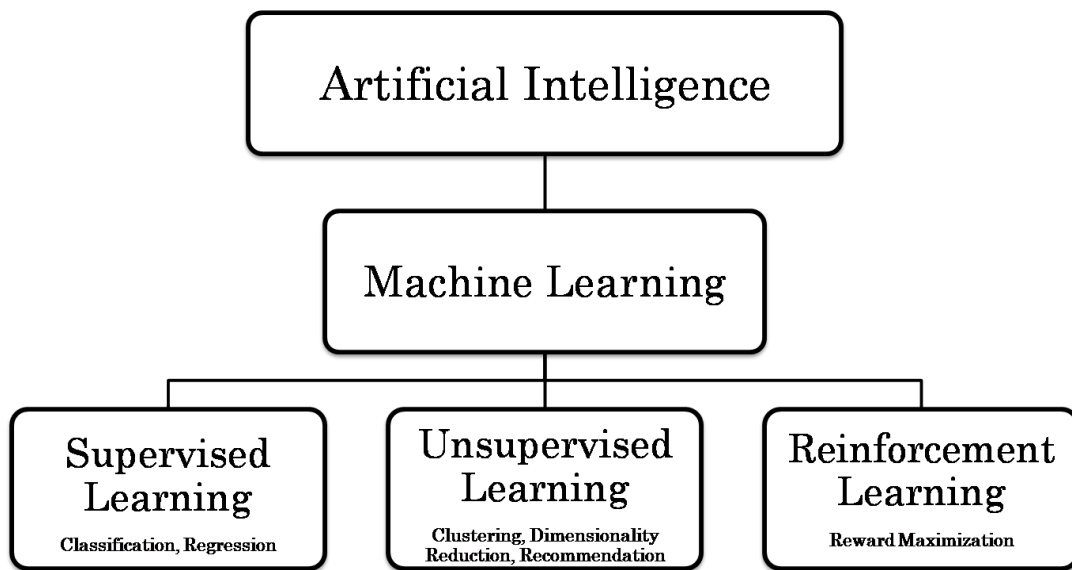 Artificial Intelligence
Machine Learning
Supervised
Learning
Classification, Regression
Unsupervised
Learning
Clustering, Dimensionality
Reduction, Recommendation
Reinforcement
Learning
Reward Maximization